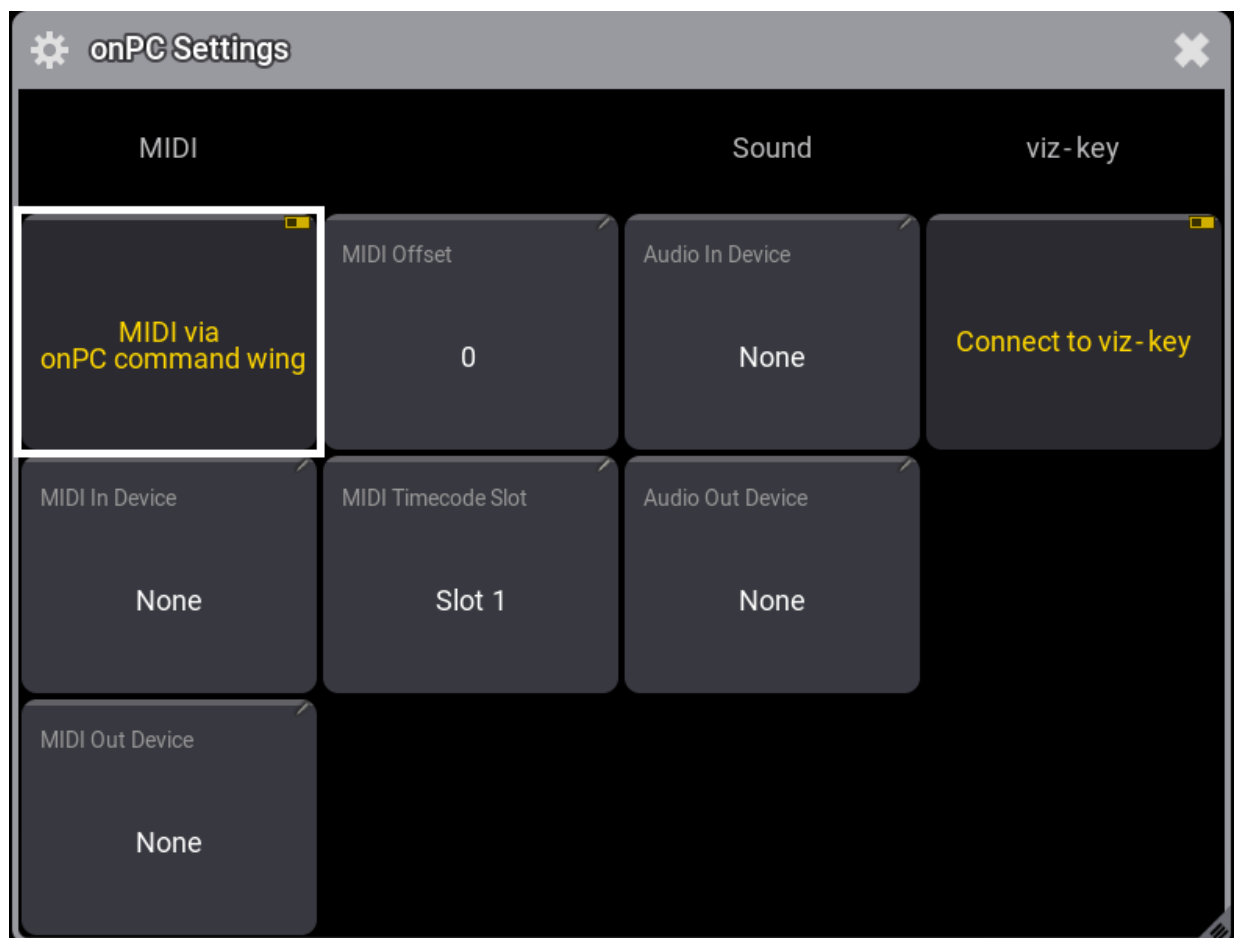 onPC Settings
MIDI
Sound
viz-key
MIDI via
onPC command wing
MIDI Offset
0
Audio In Device
None
Connect to viz-key
MIDI In Device
None
MIDI Timecode Slot
Slot 1
Audio Out Device
None
MIDI Out Device
None